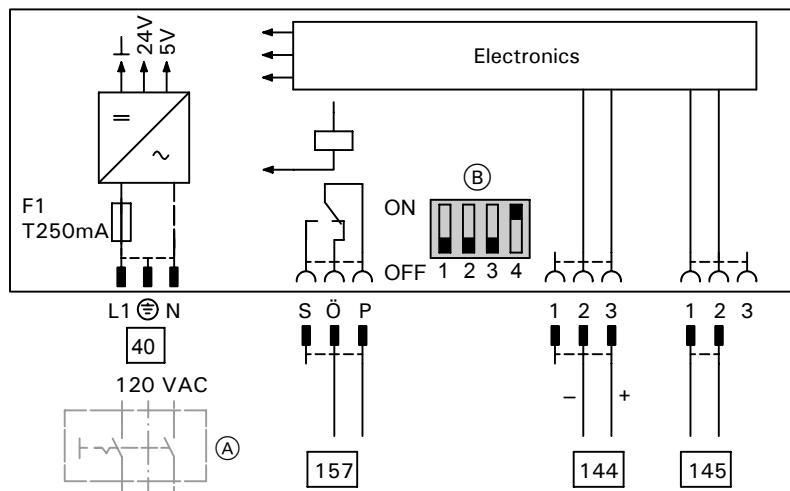 24V
5V
Electronics
F1
T250mA
B
ON
OFF 1 2 3 4
L1 N
S Ö P
1 2 3
1 2 3
40
120 VAC
– +
A
157
144
145